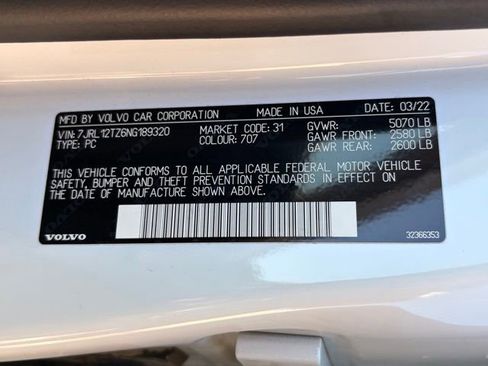 MFD. BY VOLVO CAR CORPORATION MADE IN USA DATE: 03/22
VIN: 7JRL12TZ6NG189320 MARKET CODE: 31 GVWR: 5070 LB
TYPE: PC COLOUR: 707 GAWR FRONT: 2580 LB
GAWR REAR: 2600 LB
THIS VEHICLE CONFORMS TO ALL APPLICABLE FEDERAL MOTOR VEHICLE
SAFETY, BUMPER AND THEFT PREVENTION STANDARDS IN EFFECT ON
THE DATE OF MANUFACTURE SHOWN ABOVE.
VOLVO 32366353